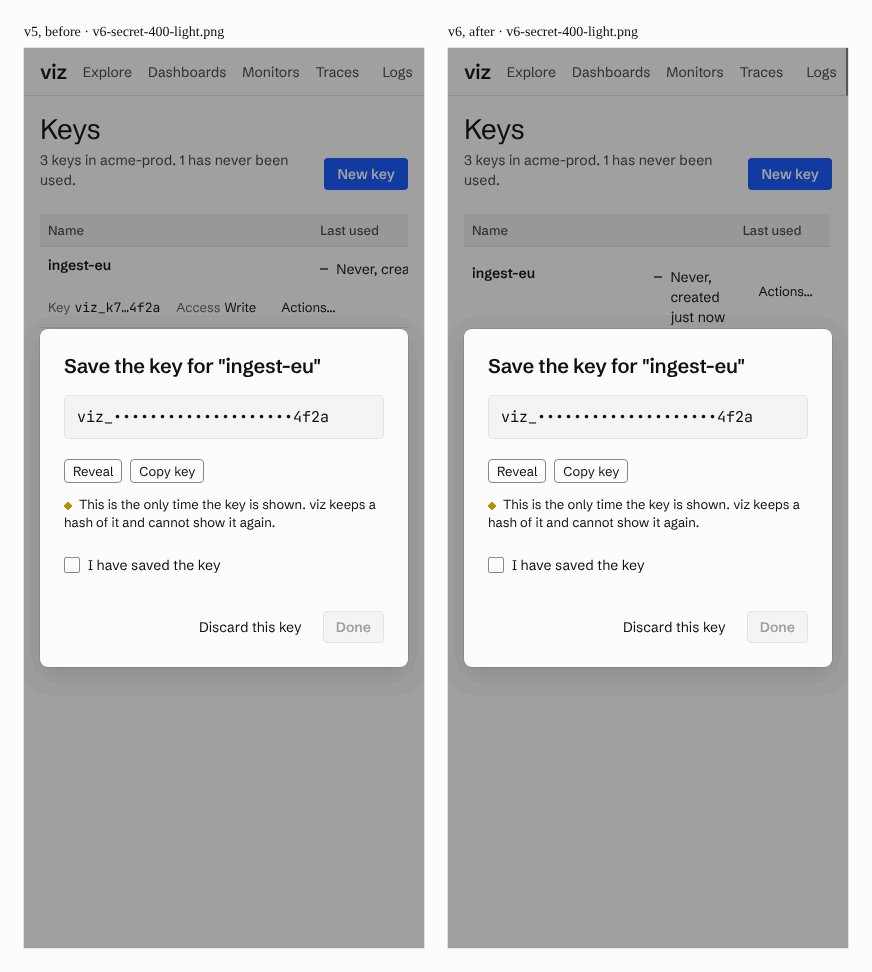 v5, before · v6-secret-400-light.png
viz Explore Dashboards Monitors Traces Logs
Keys
3 keys in acme-prod. 1 has never been
used.
New key
Name Last used
ingest-eu – Never, crea
Key viz_k7…4f2a Access Write Actions…
Save the key for "ingest-eu"
viz_••••••••••••••••••••4f2a
Reveal Copy key
◆ This is the only time the key is shown. viz keeps a
hash of it and cannot show it again.
I have saved the key
Discard this key Done
v6, after · v6-secret-400-light.png
viz Explore Dashboards Monitors Traces Logs
Keys
3 keys in acme-prod. 1 has never been
used.
New key
Name Last used
ingest-eu – Never,
created
just now
Actions…
Save the key for "ingest-eu"
viz_••••••••••••••••••••4f2a
Reveal Copy key
◆ This is the only time the key is shown. viz keeps a
hash of it and cannot show it again.
I have saved the key
Discard this key Done